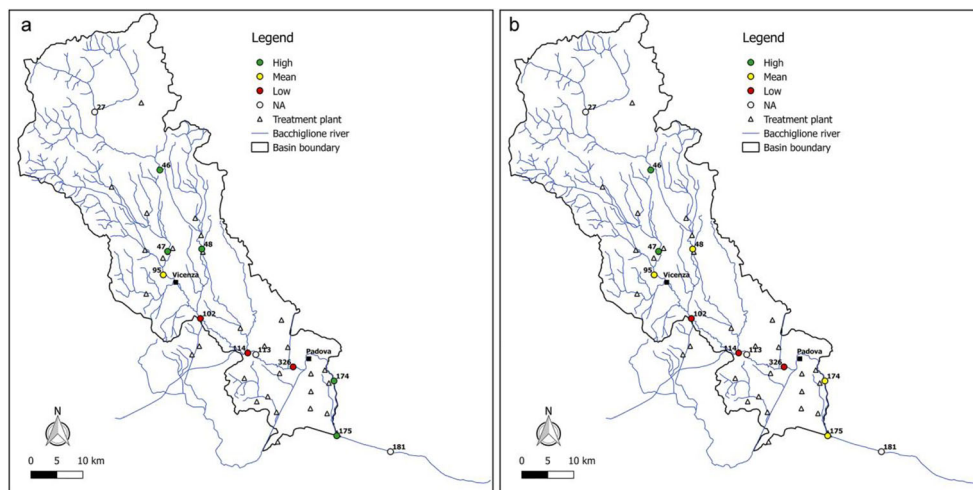 a
Legend
High
Mean
Low
NA
Treatment plant
Bacchiglione river
Basin boundary
27
46
47
48
95
Vicenza
102
114
113
326
Padova
174
175
181
N
0 5 10 km
b
Legend
High
Mean
Low
NA
Treatment plant
Bacchiglione river
Basin boundary
27
46
47
48
95
Vicenza
102
114
113
326
Padova
174
175
181
N
0 5 10 km